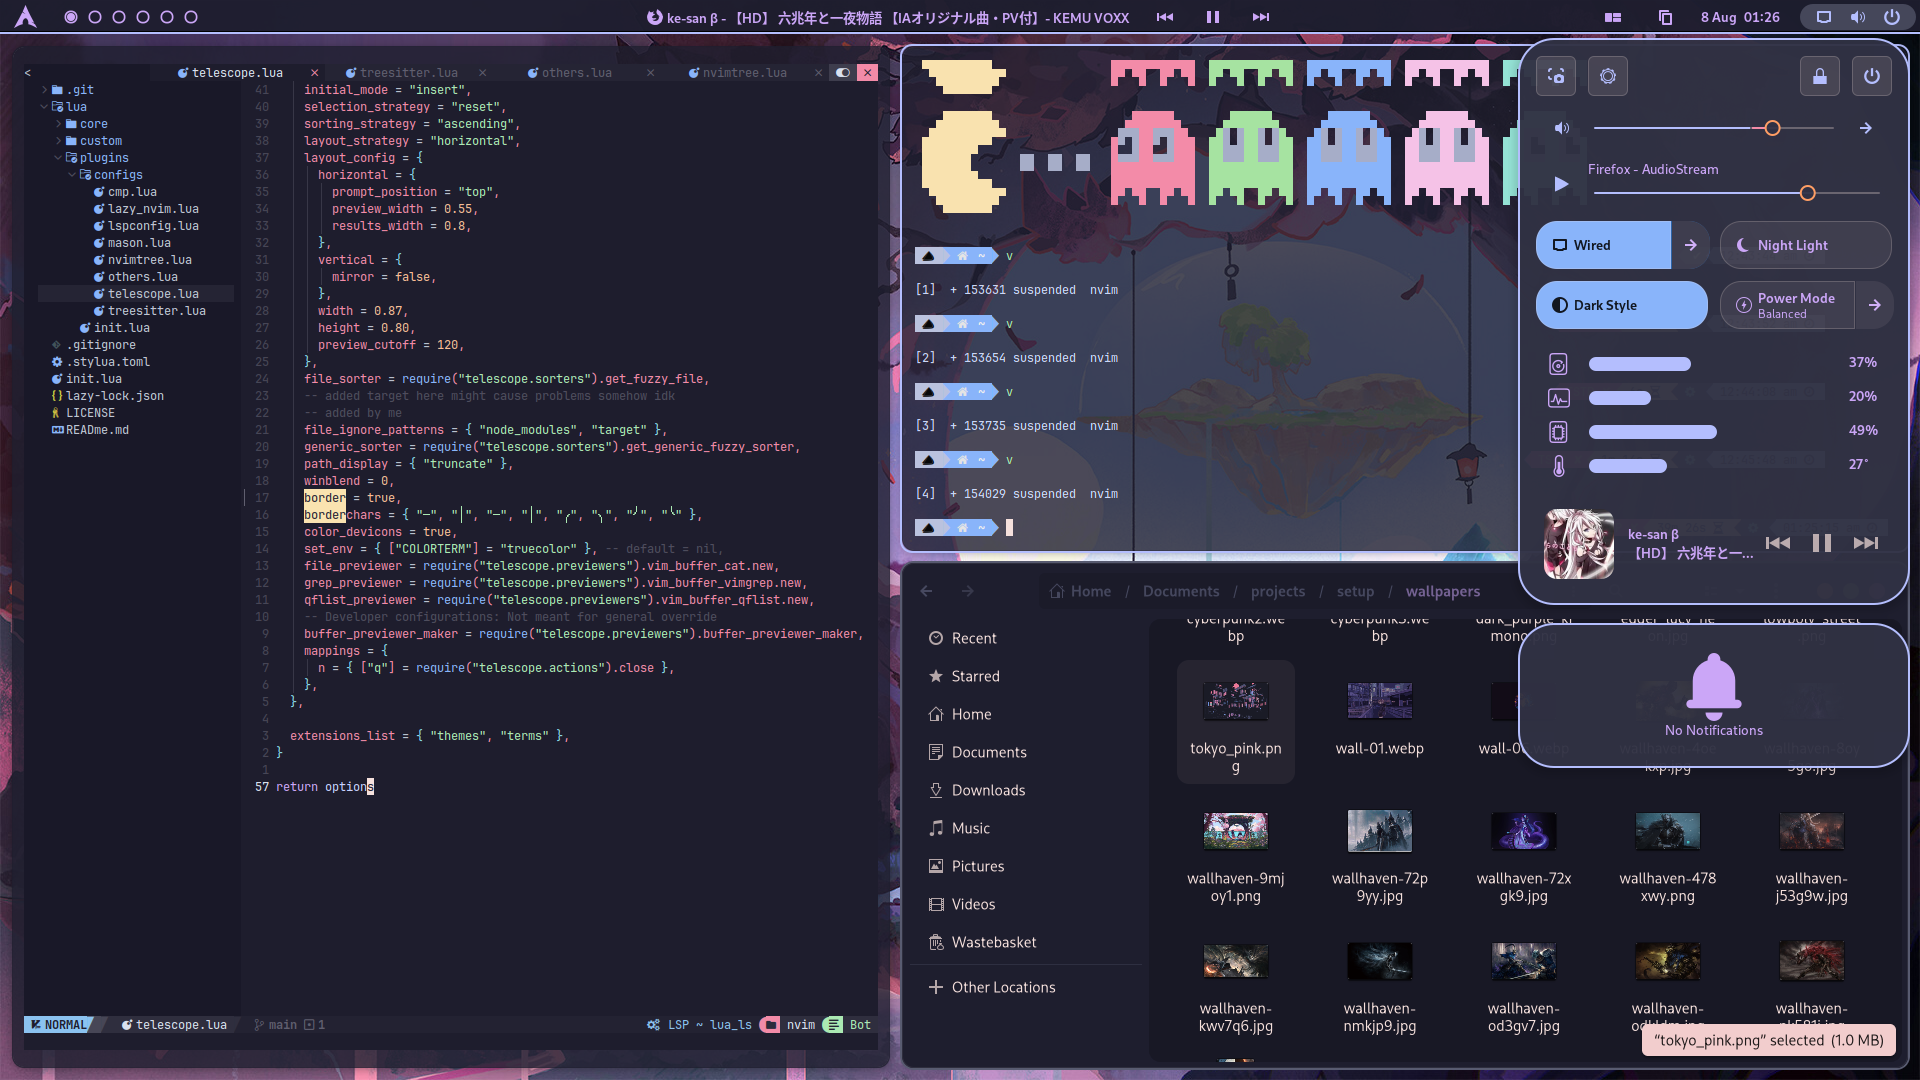 ke-san β - 【HD】 六兆年と一夜物語 【IAオリジナル曲・PV付】 - KEMU VOXX
8 Aug 01:26
<
telescope.lua
treesitter.lua
others.lua
nvimtree.lua
.git
lua
core
custom
plugins
configs
cmp.lua
lazy_nvim.lua
lspconfig.lua
mason.lua
nvimtree.lua
others.lua
telescope.lua
treesitter.lua
init.lua
.gitignore
.stylua.toml
init.lua
lazy-lock.json
LICENSE
READme.md
41 initial_mode = "insert",
40 selection_strategy = "reset",
39 sorting_strategy = "ascending",
38 layout_strategy = "horizontal",
37 layout_config = {
36 horizontal = {
35 prompt_position = "top",
34 preview_width = 0.55,
33 results_width = 0.8,
32 },
31 vertical = {
30 mirror = false,
29 },
28 width = 0.87,
27 height = 0.80,
26 preview_cutoff = 120,
25 },
24 file_sorter = require("telescope.sorters").get_fuzzy_file,
23 -- added target here might cause problems somehow idk
22 -- added by me
21 file_ignore_patterns = { "node_modules", "target" },
20 generic_sorter = require("telescope.sorters").get_generic_fuzzy_sorter,
19 path_display = { "truncate" },
18 winblend = 0,
17 border = true,
16 borderchars = { "─", "│", "─", "│", "╭", "╮", "╯", "╰" },
15 color_devicons = true,
14 set_env = { ["COLORTERM"] = "truecolor" }, -- default = nil,
13 file_previewer = require("telescope.previewers").vim_buffer_cat.new,
12 grep_previewer = require("telescope.previewers").vim_buffer_vimgrep.new,
11 qflist_previewer = require("telescope.previewers").vim_buffer_qflist.new,
10 -- Developer configurations: Not meant for general override
9 buffer_previewer_maker = require("telescope.previewers").buffer_previewer_maker,
8 mappings = {
7 n = { ["q"] = require("telescope.actions").close },
6 },
5 },
4
3 extensions_list = { "themes", "terms" },
2 }
1
57 return options
NORMAL telescope.lua main 1 LSP ~ lua_ls nvim Bot
~ v
[1] + 153631 suspended nvim
~ v
[2] + 153654 suspended nvim
~ v
[3] + 153735 suspended nvim
~ v
[4] + 154029 suspended nvim
~
Firefox - AudioStream
Wired
Night Light
Dark Style
Power Mode
Balanced
37%
20%
49%
27°
ke-san β
【HD】 六兆年と一...
No Notifications
Home / Documents / projects / setup / wallpapers
Recent
Starred
Home
Documents
Downloads
Music
Pictures
Videos
Wastebasket
Other Locations
cyberpunk2.we
bp
cyberpunk3.we
bp
tokyo_pink.pn
g
wall-01.webp
wallhaven-9mj
oy1.png
wallhaven-72p
9yy.jpg
wallhaven-72x
gk9.jpg
wallhaven-478
xwy.png
wallhaven-
j53g9w.jpg
wallhaven-
kwv7q6.jpg
wallhaven-
nmkjp9.jpg
wallhaven-
od3gv7.jpg
wallhaven-
wallhaven-
“tokyo_pink.png” selected (1.0 MB)